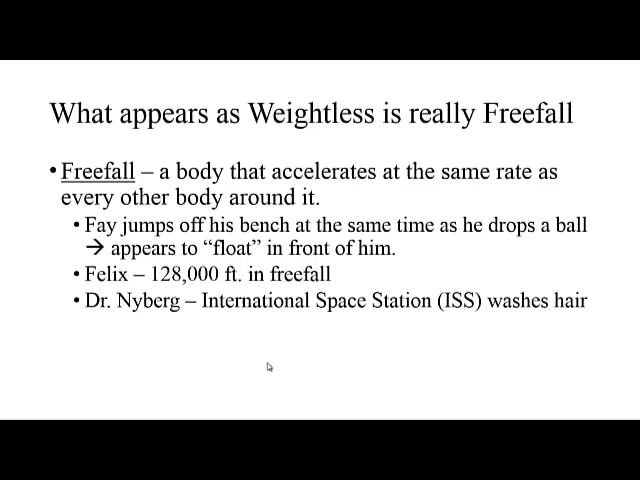 What appears as Weightless is really Freefall
• Freefall – a body that accelerates at the same rate as
every other body around it.
• Fay jumps off his bench at the same time as he drops a ball
→ appears to “float” in front of him.
• Felix – 128,000 ft. in freefall
• Dr. Nyberg – International Space Station (ISS) washes hair